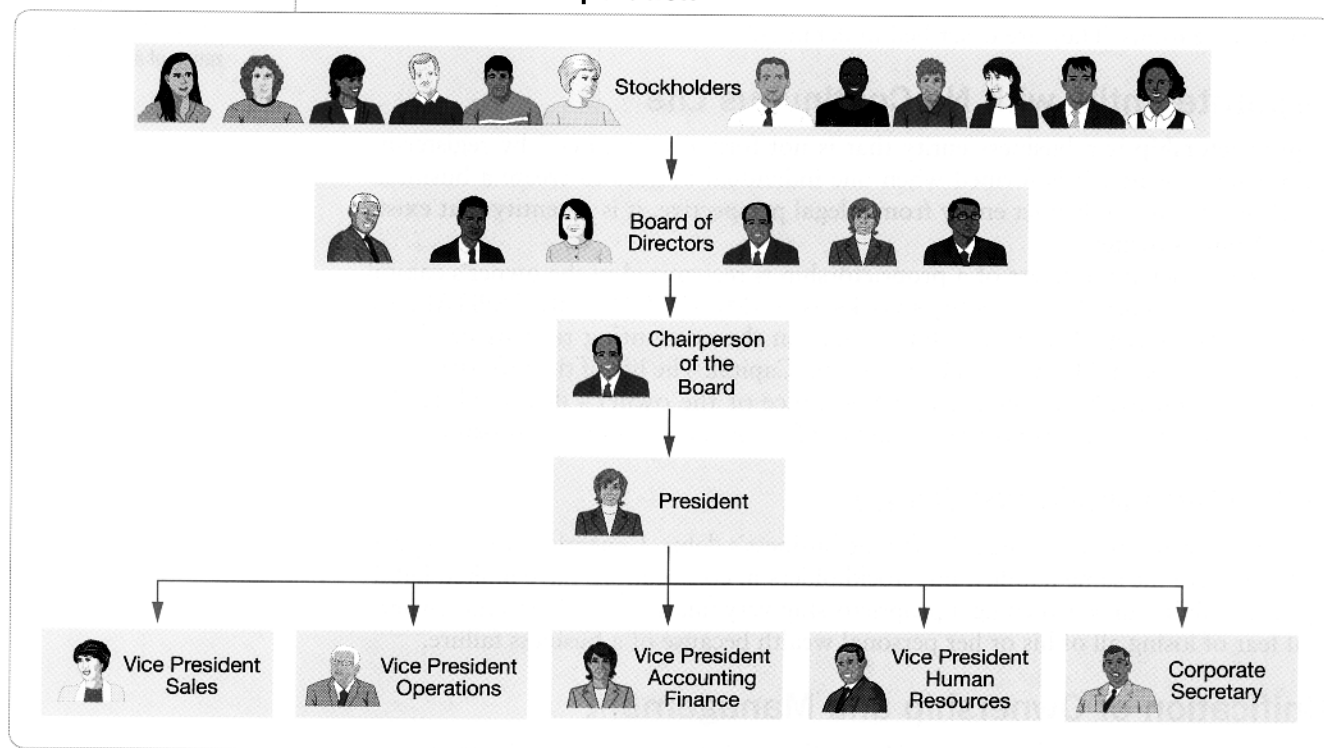 Stockholders
Board of
Directors
Chairperson
of the
Board
President
Vice President
Sales
Vice President
Operations
Vice President
Accounting
Finance
Vice President
Human
Resources
Corporate
Secretary